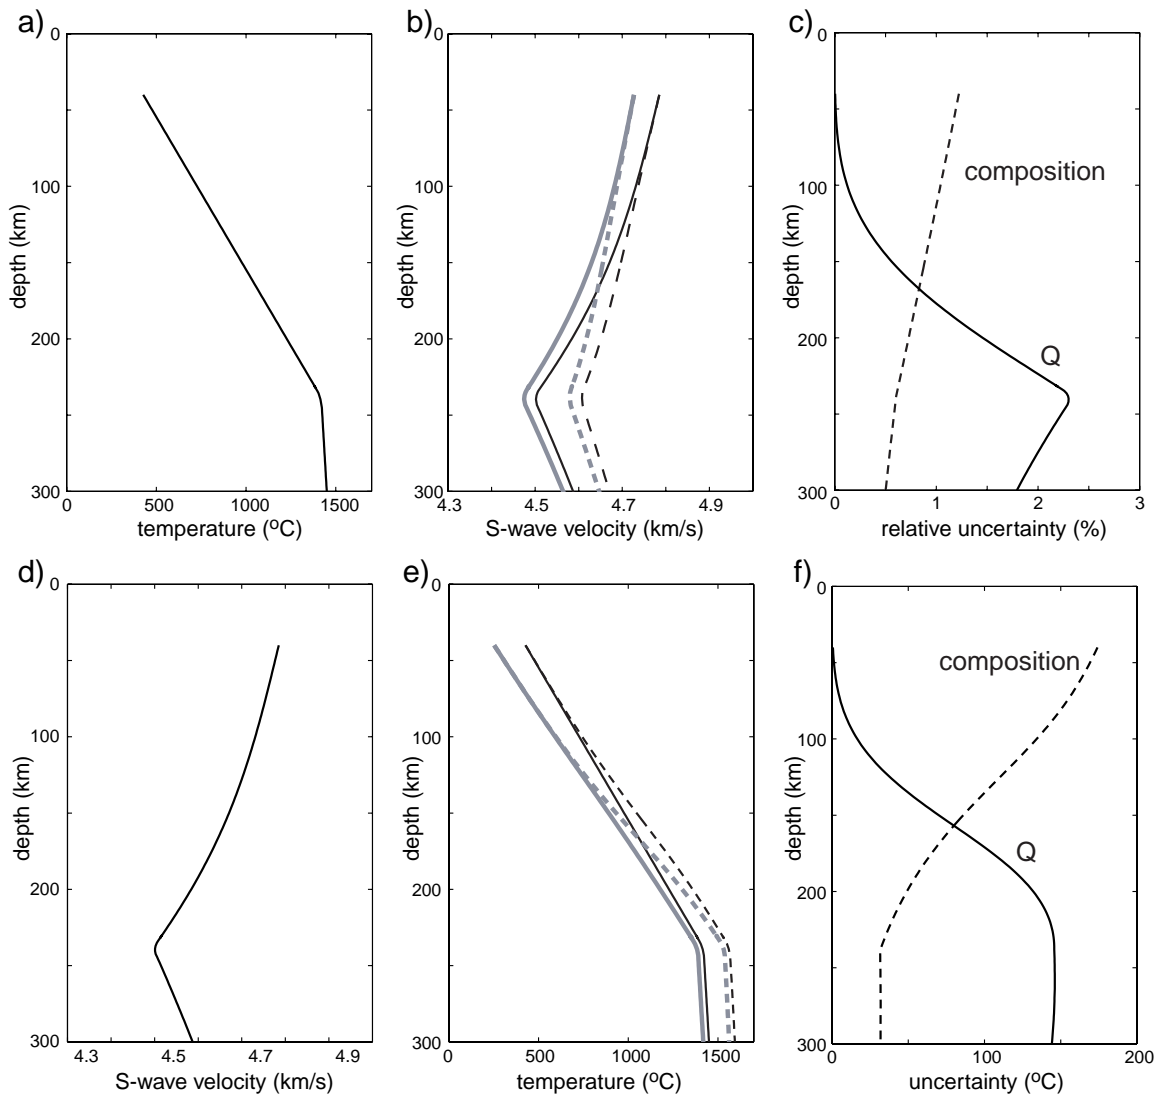 a)
b)
c)
0
0
0
100
100
100
composition
depth (km)
depth (km)
depth (km)
200
200
200
Q
300
300
300
0 500 1000 1500
4.3 4.5 4.7 4.9
0 1 2 3
temperature (ºC)
S-wave velocity (km/s)
relative uncertainty (%)
d)
e)
f)
0
0
0
composition
100
100
100
depth (km)
depth (km)
depth (km)
Q
200
200
200
300
300
300
4.3 4.5 4.7 4.9
0 500 1000 1500
0 100 200
S-wave velocity (km/s)
temperature (ºC)
uncertainty (ºC)